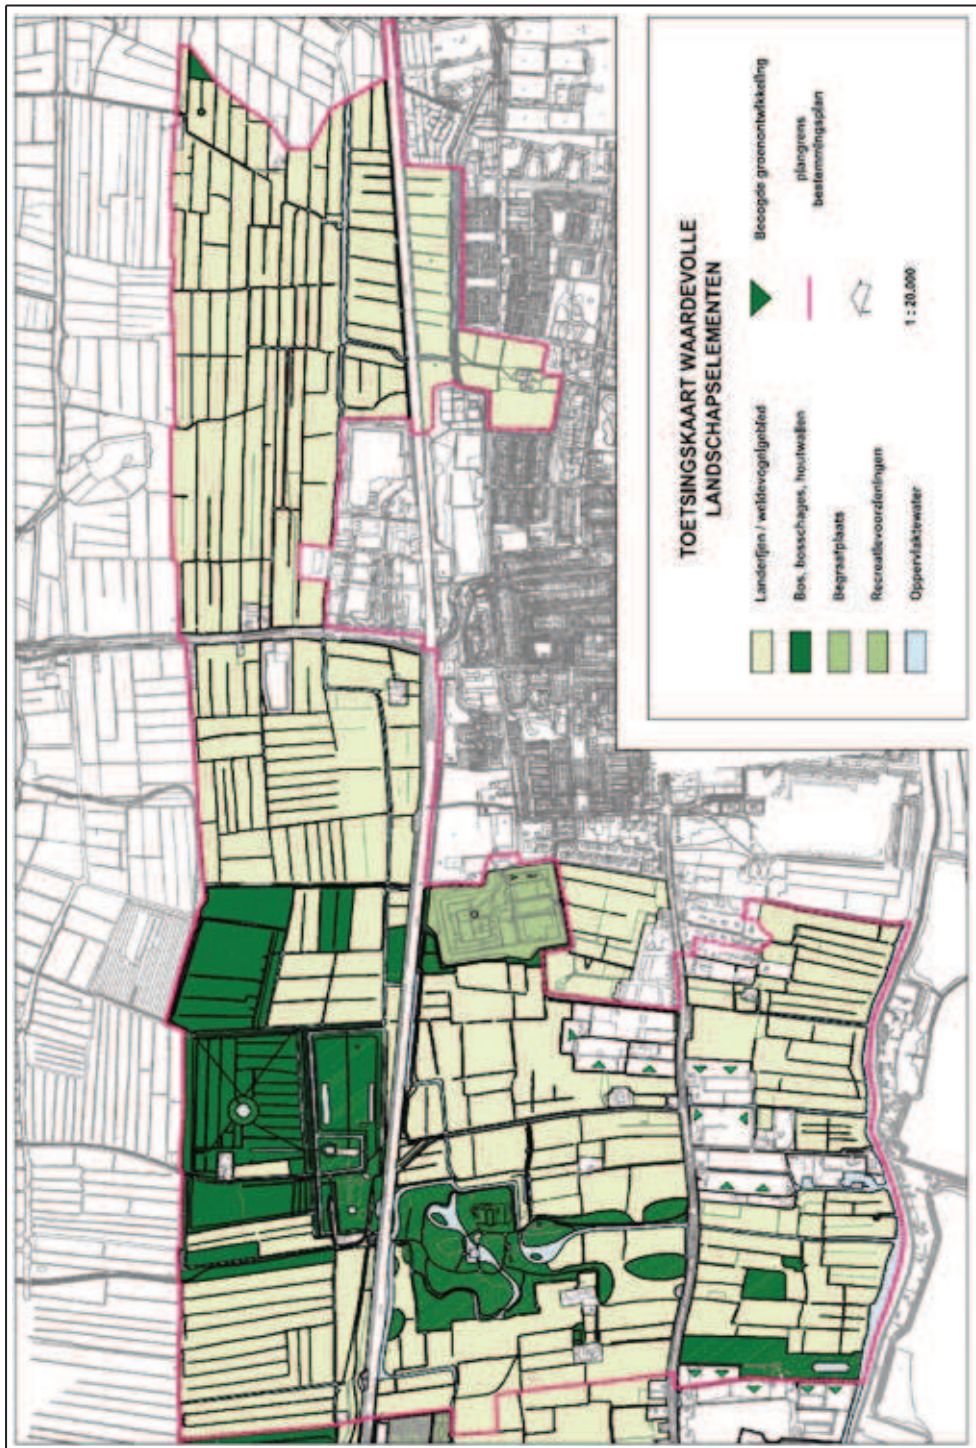 TOETSINGSKAART WAARDEVOLLE
LANDSCHAPSELEMENTEN
Landerijen / weidevogelgebied
Bos, bosschages, houtwallen
Begraafplaats
Recreatievoorzieningen
Oppervlaktewater
Beoogde groenontwikkeling
plangrens
bestemmingsplan
1 : 20.000